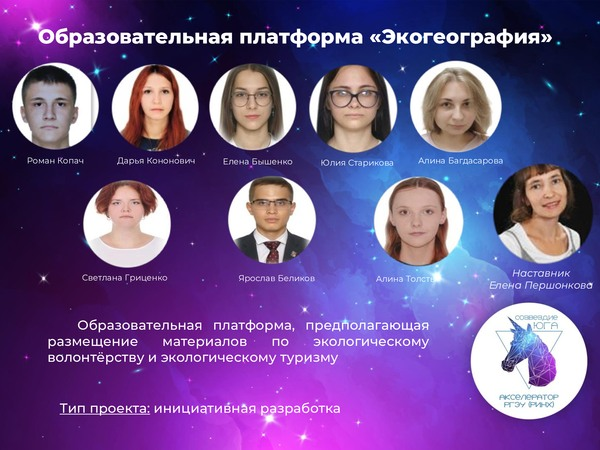 Образовательная платформа «Экогеография»
Роман Копач
Дарья Кононович
Елена Бышенко
Юлия Старикова
Алина Багдасарова
Светлана Гриценко
Ярослав Беликов
Алина
Наставник
Елена Першонкова
Образовательная платформа, предполагающая
размещение материалов по экологическому
волонтёрству и экологическому туризму
Тип проекта: инициативная разработка
СОЗВЕЗДИЕ
ЮГА
АКСЕЛЕРАТОР
РГЭУ (РИНХ)